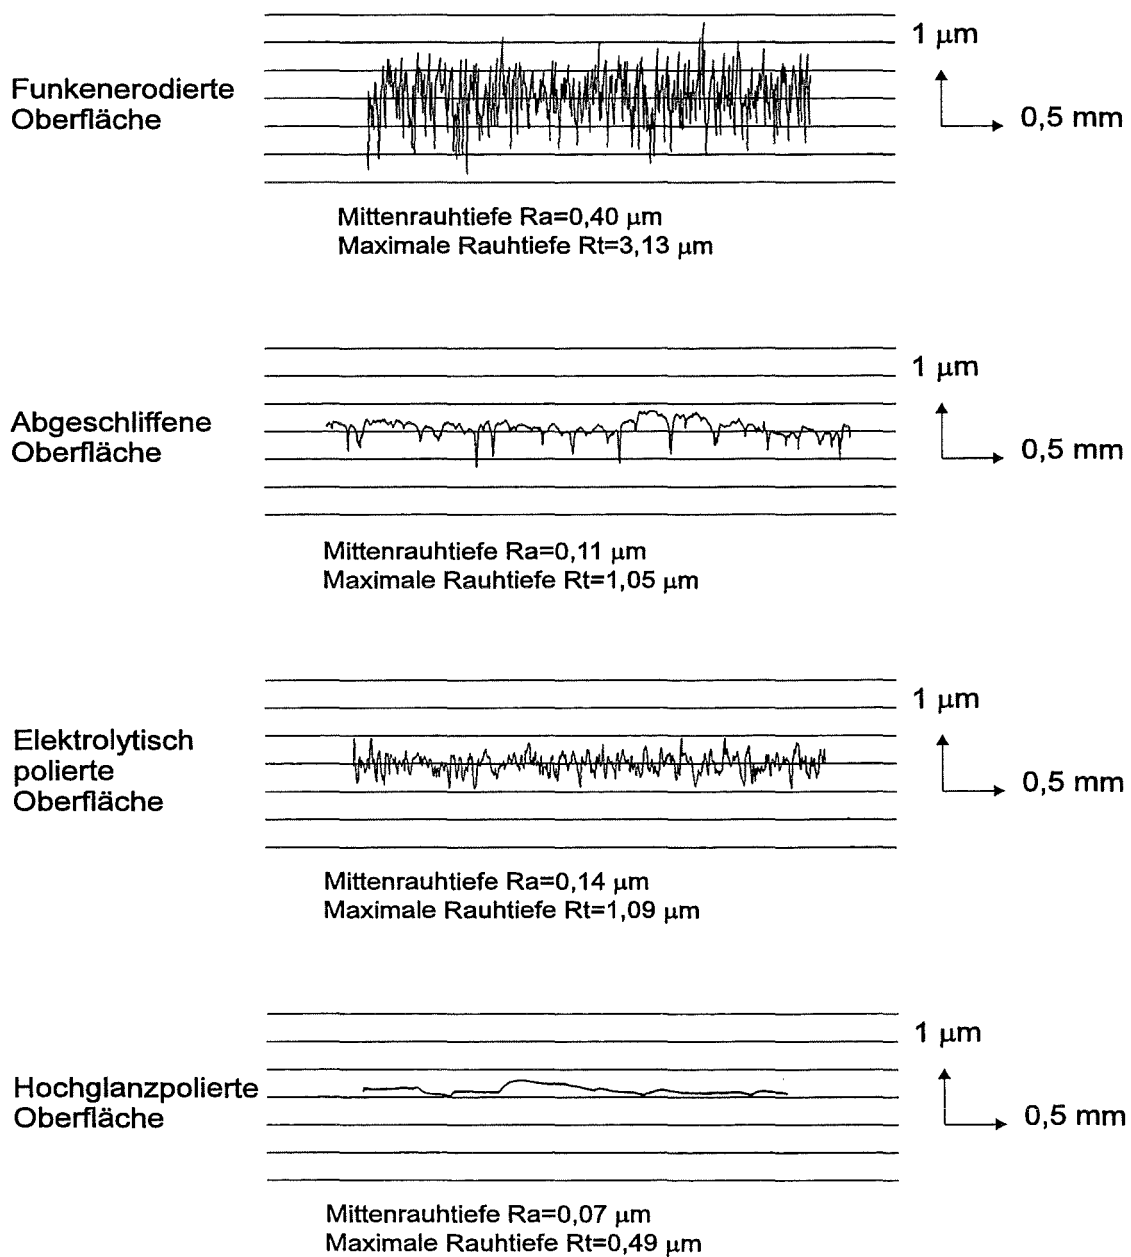 1 μm
Funkenerodierte
Oberfläche
0,5 mm
Mittenrauhtiefe Ra=0,40 μm
Maximale Rauhtiefe Rt=3,13 μm
1 μm
Abgeschliffene
Oberfläche
0,5 mm
Mittenrauhtiefe Ra=0,11 μm
Maximale Rauhtiefe Rt=1,05 μm
1 μm
Elektrolytisch
polierte
Oberfläche
0,5 mm
Mittenrauhtiefe Ra=0,14 μm
Maximale Rauhtiefe Rt=1,09 μm
1 μm
Hochglanzpolierte
Oberfläche
0,5 mm
Mittenrauhtiefe Ra=0,07 μm
Maximale Rauhtiefe Rt=0,49 μm